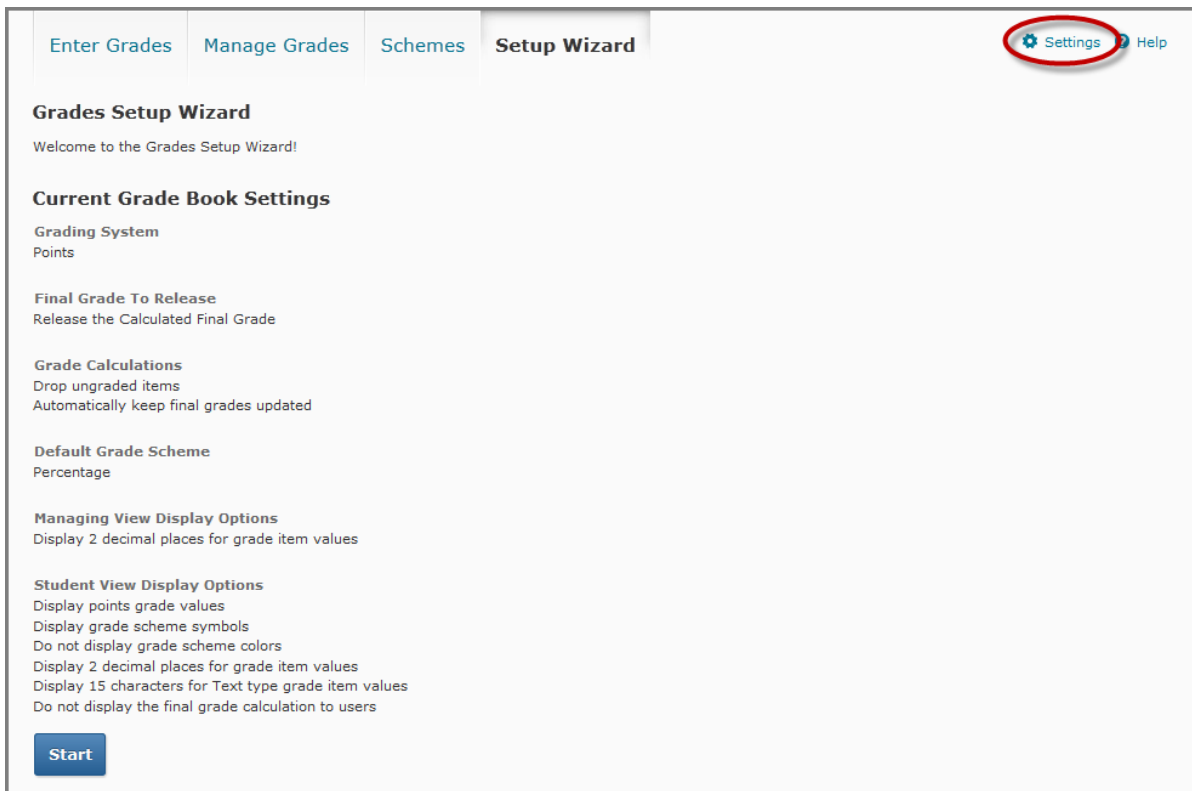 Enter Grades Manage Grades Schemes Setup Wizard Settings Help
Grades Setup Wizard
Welcome to the Grades Setup Wizard!
Current Grade Book Settings
Grading System
Points
Final Grade To Release
Release the Calculated Final Grade
Grade Calculations
Drop ungraded items
Automatically keep final grades updated
Default Grade Scheme
Percentage
Managing View Display Options
Display 2 decimal places for grade item values
Student View Display Options
Display points grade values
Display grade scheme symbols
Do not display grade scheme colors
Display 2 decimal places for grade item values
Display 15 characters for Text type grade item values
Do not display the final grade calculation to users
Start